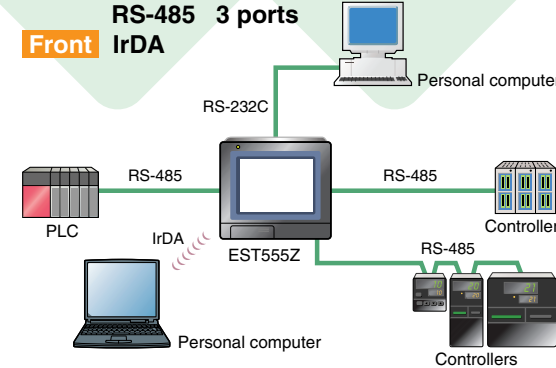 RS-485 3 ports
Front IrDA
Personal computer
RS-232C
RS-485
RS-485
PLC
IrDA
EST555Z
Controller
RS-485
Personal computer
Controllers